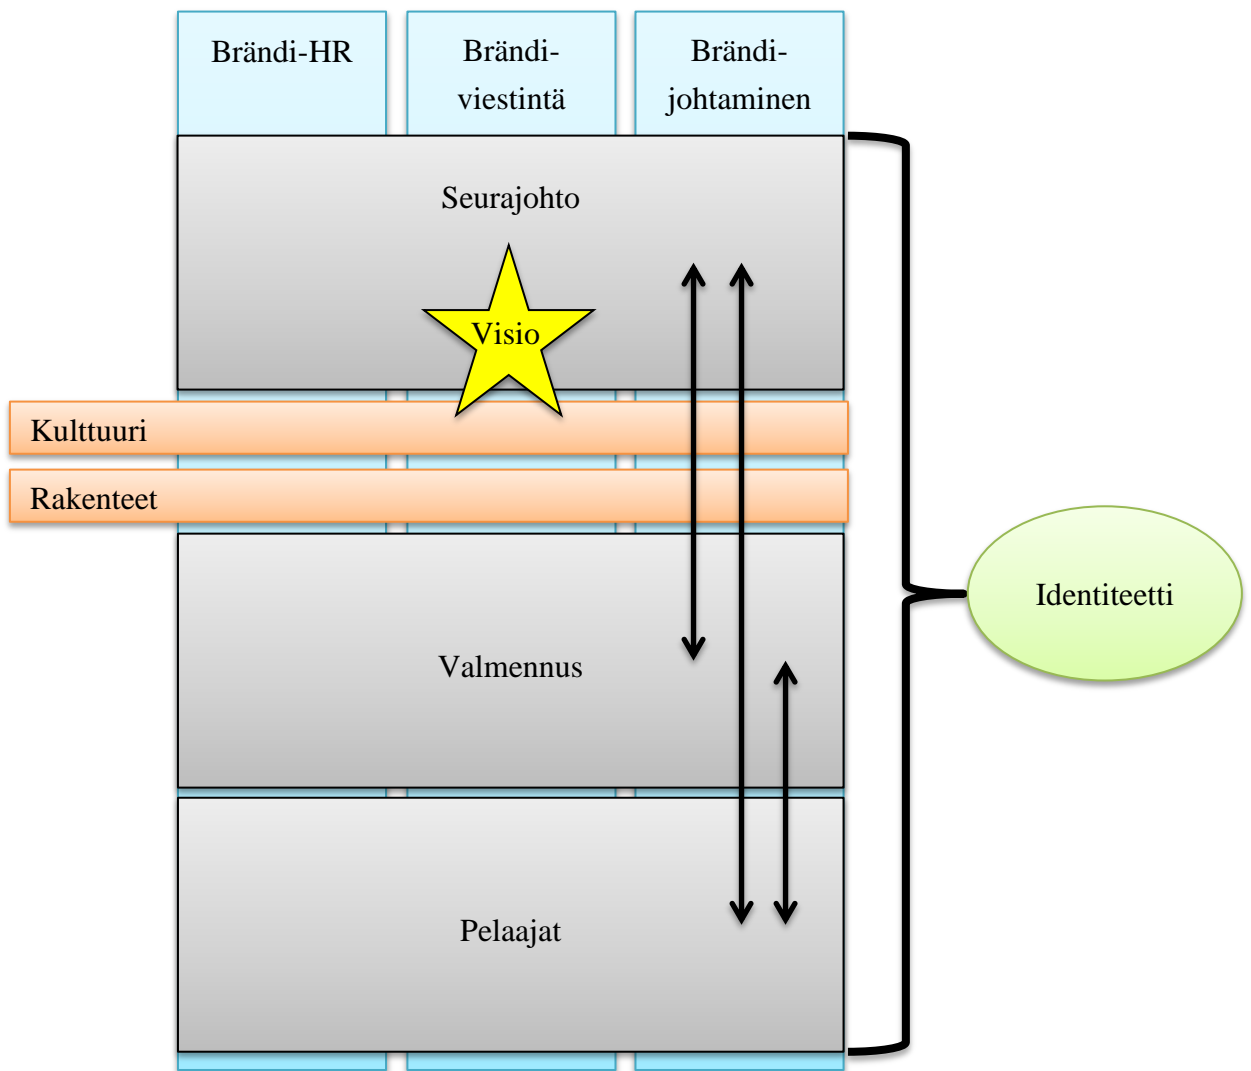 Brändi-HR
Brändi-
viestintä
Brändi-
johtaminen
Seurajohto
Visio
Kulttuuri
Rakenteet
Identiteetti
Valmennus
Pelaajat